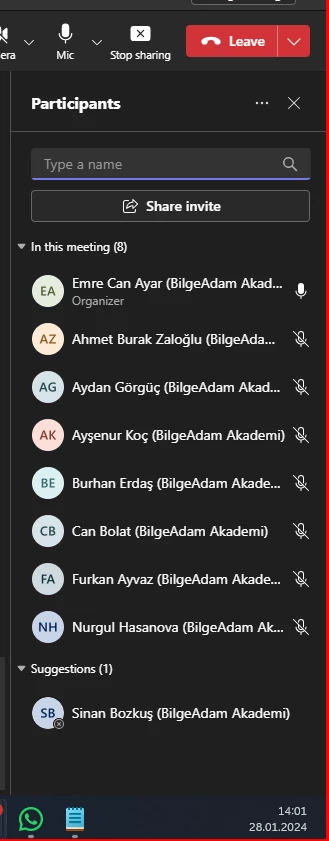 era
Mic
Stop sharing
Leave
Participants
Type a name
Share invite
In this meeting (8)
EA
Emre Can Ayar (BilgeAdam Akad...
Organizer
AZ
Ahmet Burak Zaloğlu (BilgeAda...
AG
Aydan Görgüç (BilgeAdam Akad...
AK
Ayşenur Koç (BilgeAdam Akademi)
BE
Burhan Erdaş (BilgeAdam Akade...
CB
Can Bolat (BilgeAdam Akademi)
FA
Furkan Ayvaz (BilgeAdam Akade...
NH
Nurgul Hasanova (BilgeAdam Ak...
Suggestions (1)
SB
Sinan Bozkuş (BilgeAdam Akademi)
14:01
28.01.2024